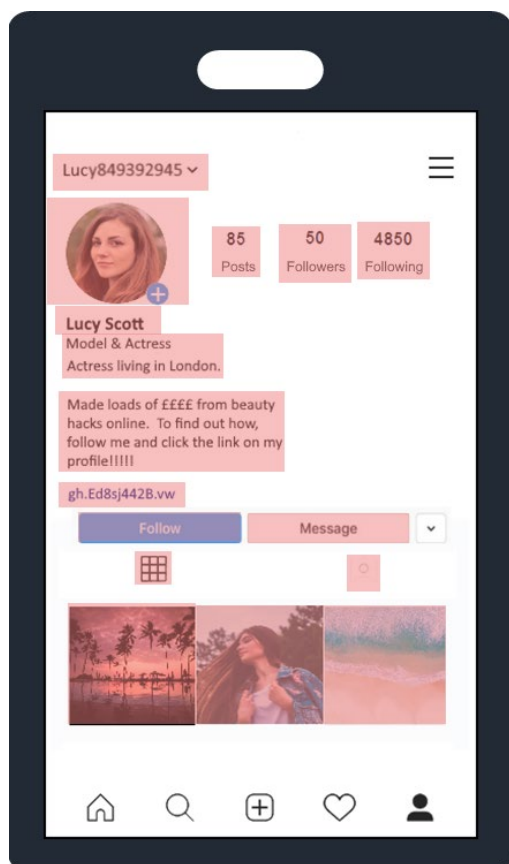 Lucy849392945
85 50 4850
Posts Followers Following
Lucy Scott
Model & Actress
Actress living in London.
Made loads of ££££ from beauty
hacks online. To find out how,
follow me and click the link on my
profile!!!!!
gh.Ed8sj442B.vw
Follow Message